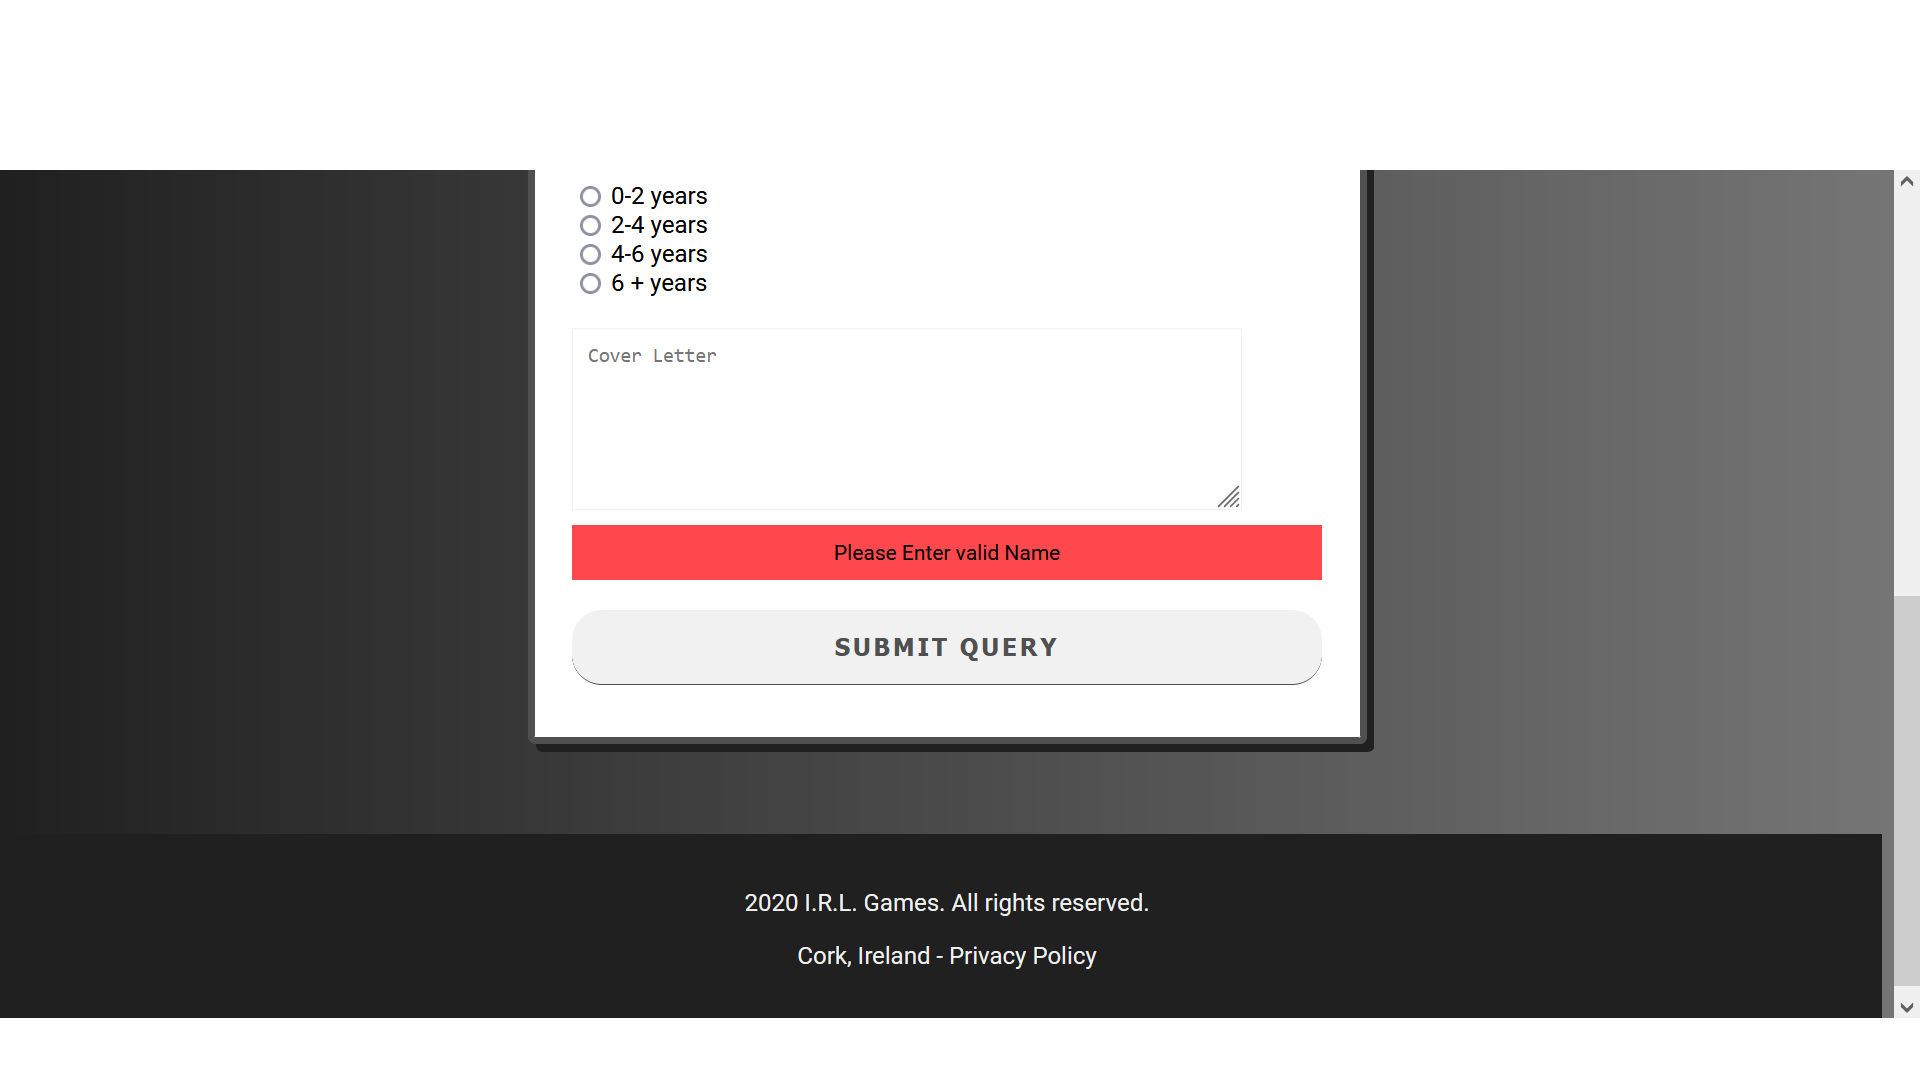 0-2 years
2-4 years
4-6 years
6 + years
Cover Letter
Please Enter valid Name
SUBMIT QUERY
2020 I.R.L. Games. All rights reserved.
Cork, Ireland - Privacy Policy